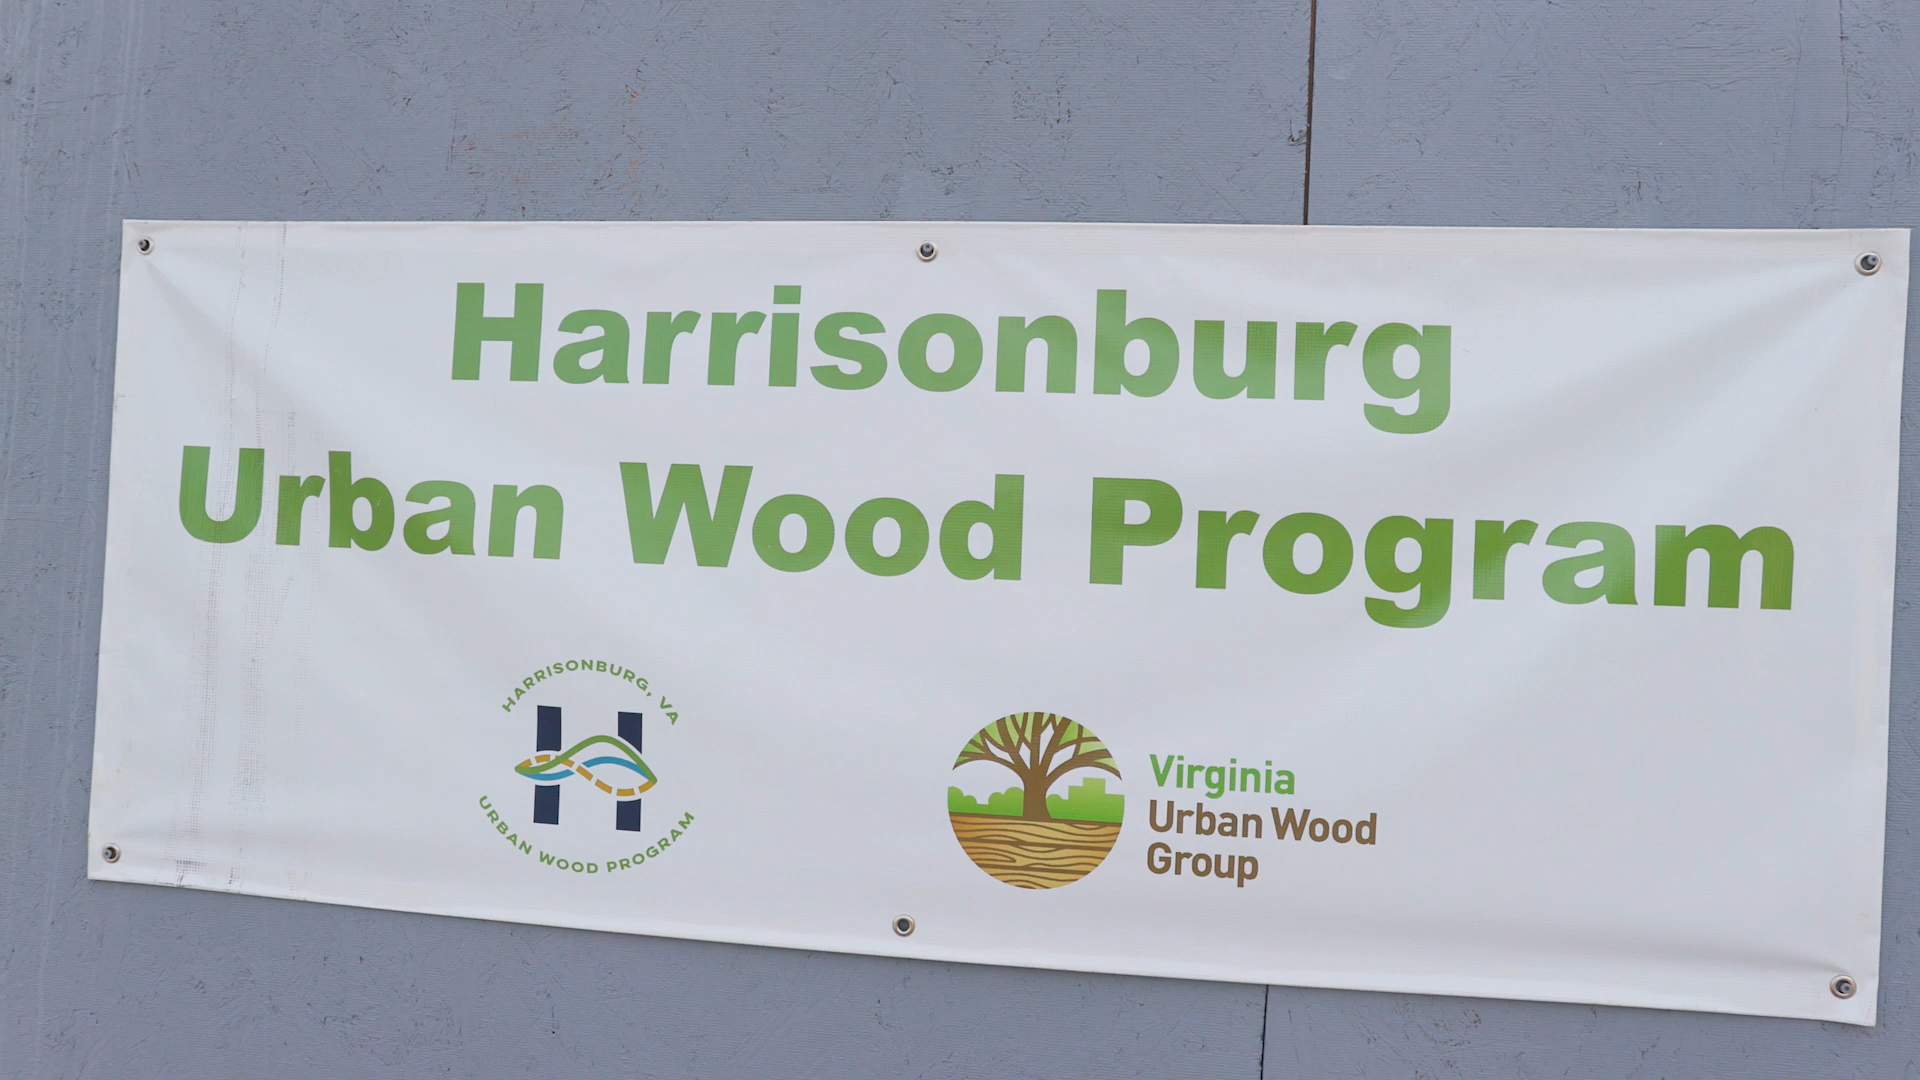 Harrisonburg
Urban Wood Program
HARRISONBURG, VA
H
URBAN WOOD PROGRAM
Virginia
Urban Wood
Group